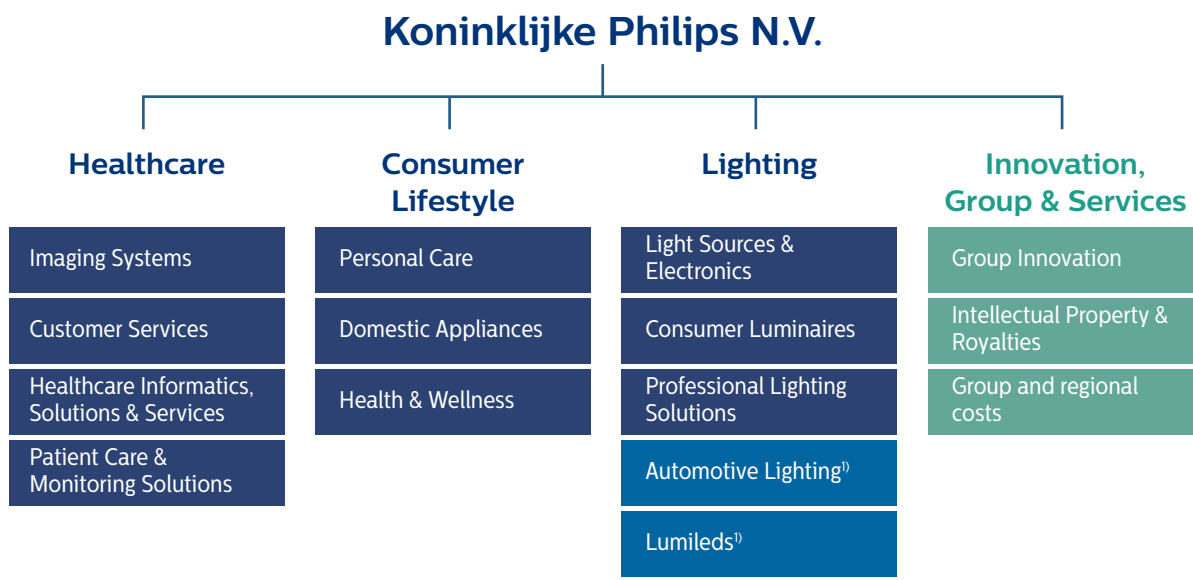 Koninklijke Philips N.V.
Healthcare
Imaging Systems
Customer Services
Healthcare Informatics,
Solutions & Services
Patient Care &
Monitoring Solutions
Consumer
Lifestyle
Personal Care
Domestic Appliances
Health & Wellness
Lighting
Light Sources &
Electronics
Consumer Luminaires
Professional Lighting
Solutions
Automotive Lighting¹⁾
Lumileds¹⁾
Innovation,
Group & Services
Group Innovation
Intellectual Property &
Royalties
Group and regional
costs